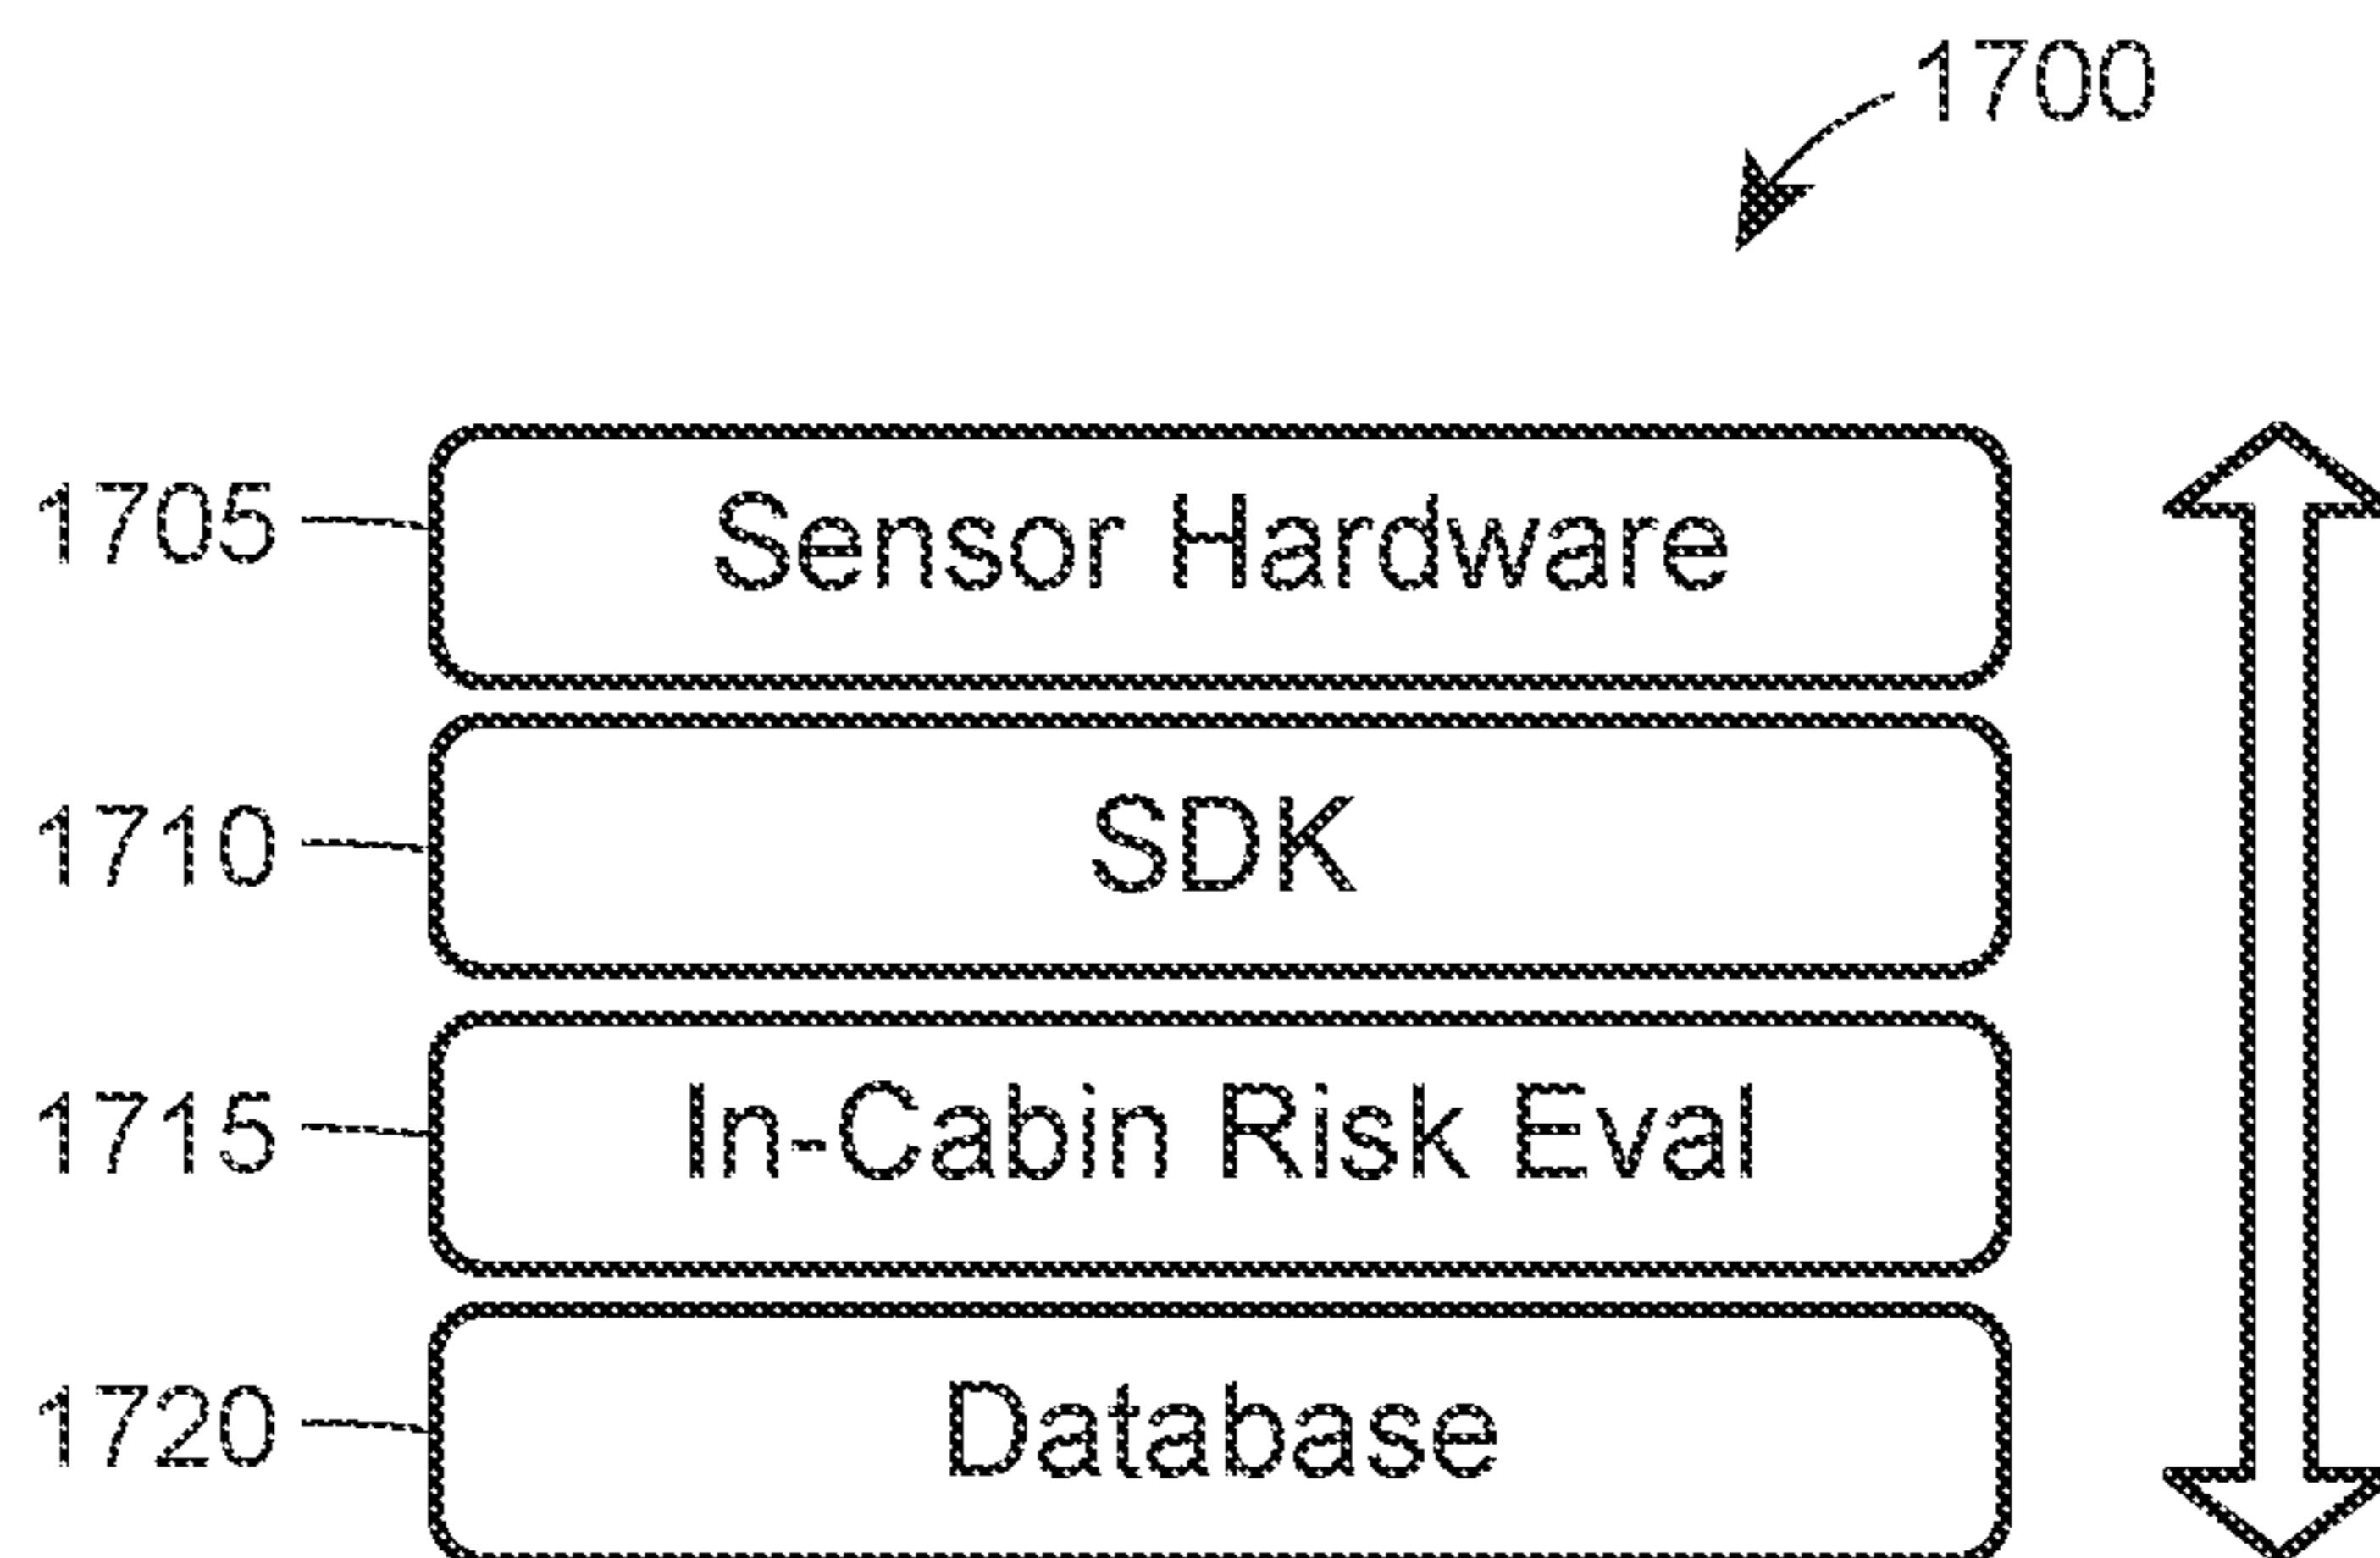 1700
1705 Sensor Hardware
1710 SDK
1715 In-Cabin Risk Eval
1720 Database